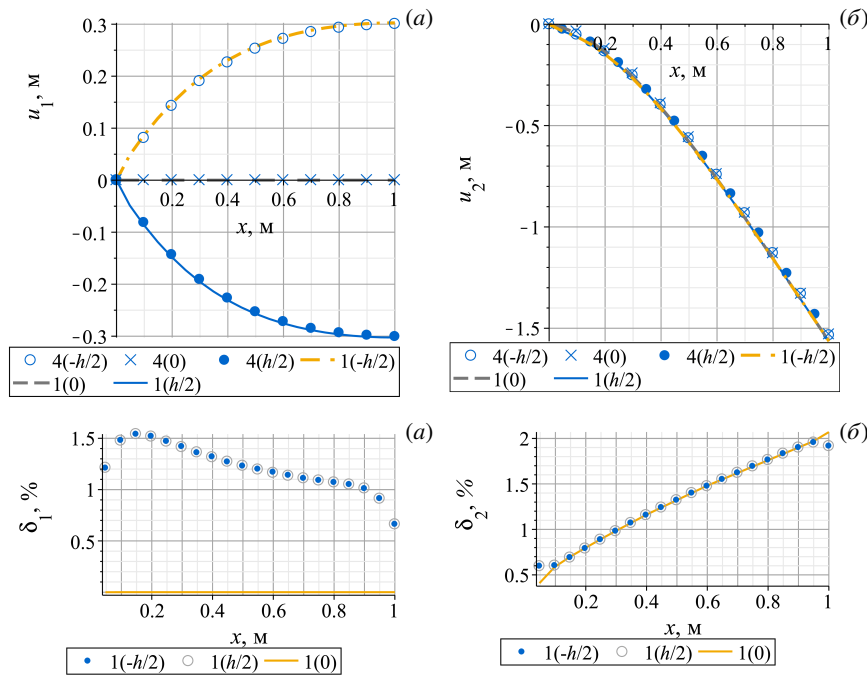 (а)
0.3
0.2
0.1
0
-0.1
-0.2
-0.3
u1, м
0.2 0.4 0.6 0.8 1
x, м
4(-h/2) 4(0) 4(h/2) 1(-h/2)
1(0) 1(h/2)
(б)
0
-0.5
-1
-1.5
u2, м
0.2 0.4 0.6 0.8 1
x, м
4(-h/2) 4(0) 4(h/2) 1(-h/2)
1(0) 1(h/2)
(а)
1.5
1
0.5
δ1, %
0.2 0.4 0.6 0.8 1
x, м
1(-h/2) 1(h/2) 1(0)
(б)
2
1.5
1
0.5
δ2, %
0.2 0.4 0.6 0.8 1
x, м
1(-h/2) 1(h/2) 1(0)